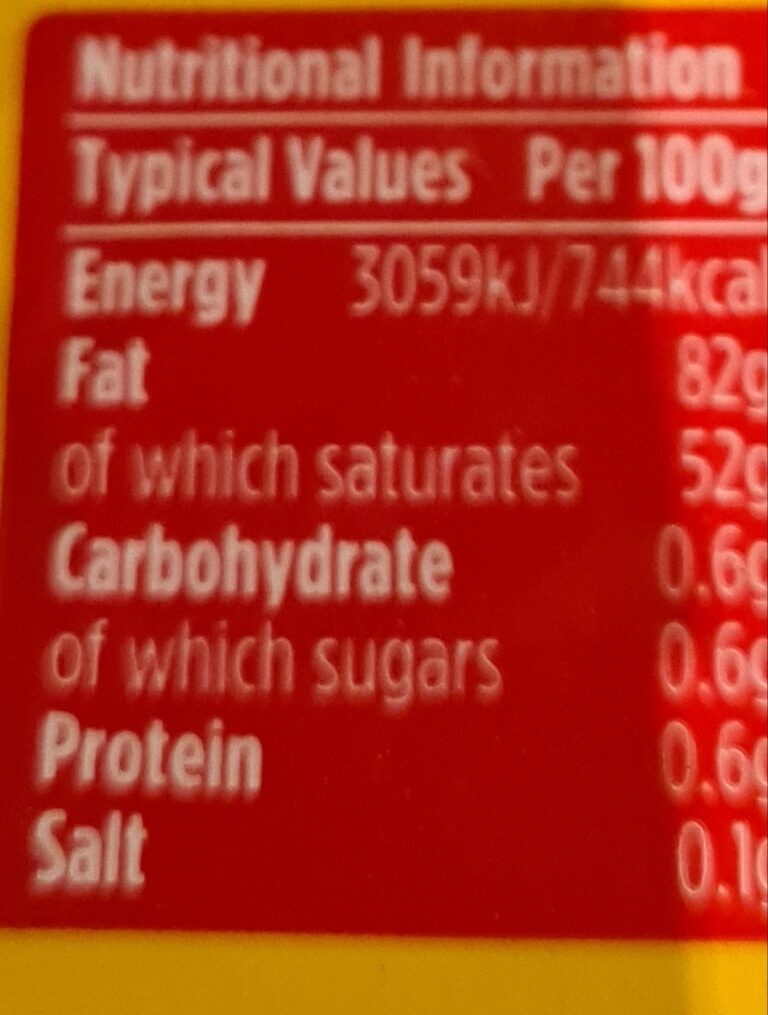 Nutritional Information
Typical Values Per 100g
Energy 3059kJ/744kcal
Fat 82g
of which saturates 52g
Carbohydrate 0.6g
of which sugars 0.6g
Protein 0.6g
Salt 0.1g